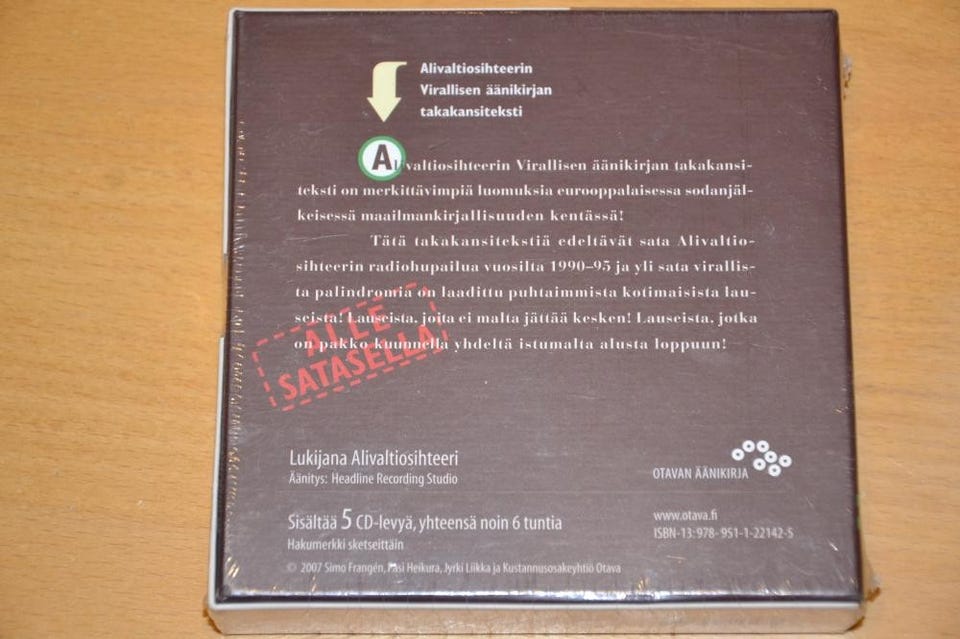 Alivaltiosihteerin
Virallisen äänikirjan
takakansiteksti
Alivaltiosihteerin Virallisen äänikirjan takakansi-
teksti on merkittävimpiä luomuksia eurooppalaisessa sodanjäl-
keisessä maailmankirjallisuuden kentässä!
Tätä takakansitekstiä edeltävät sata Alivaltio-
sihteerin radiohupailua vuosilta 1990–95 ja yli sata virallis-
ta palindromia on laadittu puhtaimmista kotimaisista lau-
seista! Lauseista, joita ei malta jättää kesken! Lauseista, jotka
on pakko kuunnella yhdeltä istumalta alusta loppuun!
ALLE
SATASELLA
Lukijana Alivaltiosihteeri
Äänitys: Headline Recording Studio
OTAVAN ÄÄNIKIRJA
Sisältää 5 CD-levyä, yhteensä noin 6 tuntia
Hakumerkki sketseittäin
www.otava.fi
ISBN-13:978-951-1-22142-5
© 2007 Simo Frangén, Pasi Heikura, Jyrki Liikka ja Kustannusosakeyhtiö Otava